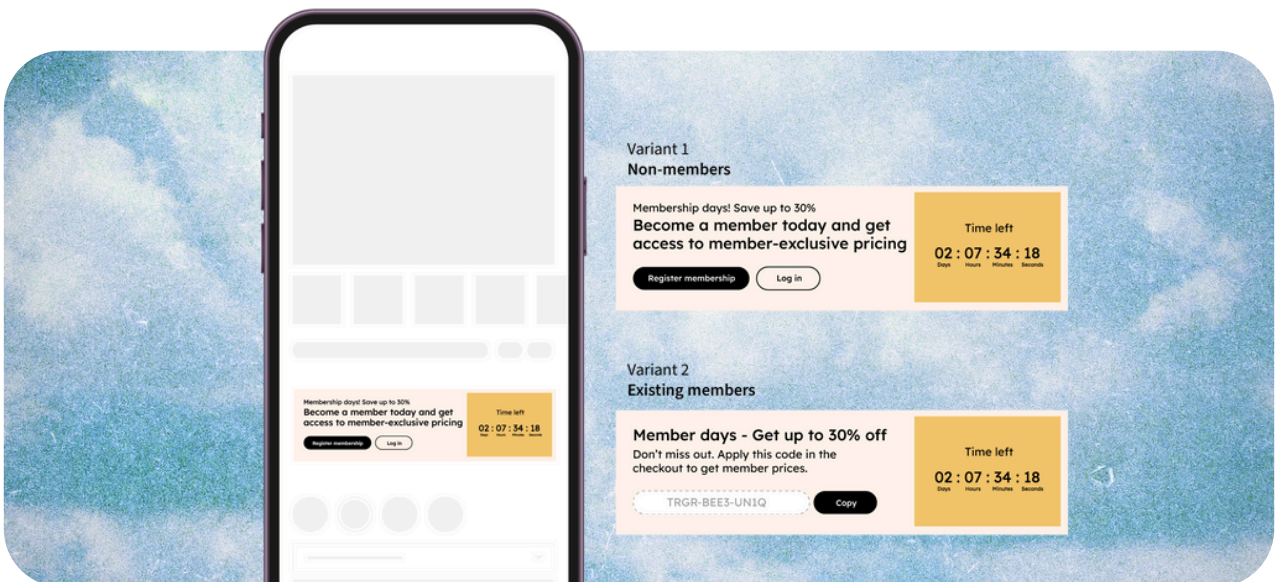 Membership days! Save up to 30%
Become a member today and get
access to member-exclusive pricing
Register membership Log in
Time left
02 : 07 : 34 : 18
Days Hours Minutes Seconds
Variant 1
Non-members
Membership days! Save up to 30%
Become a member today and get
access to member-exclusive pricing
Register membership Log in
Time left
02 : 07 : 34 : 18
Days Hours Minutes Seconds
Variant 2
Existing members
Member days - Get up to 30% off
Don't miss out. Apply this code in the
checkout to get member prices.
TRGR-BEE3-UN1Q Copy
Time left
02 : 07 : 34 : 18
Days Hours Minutes Seconds